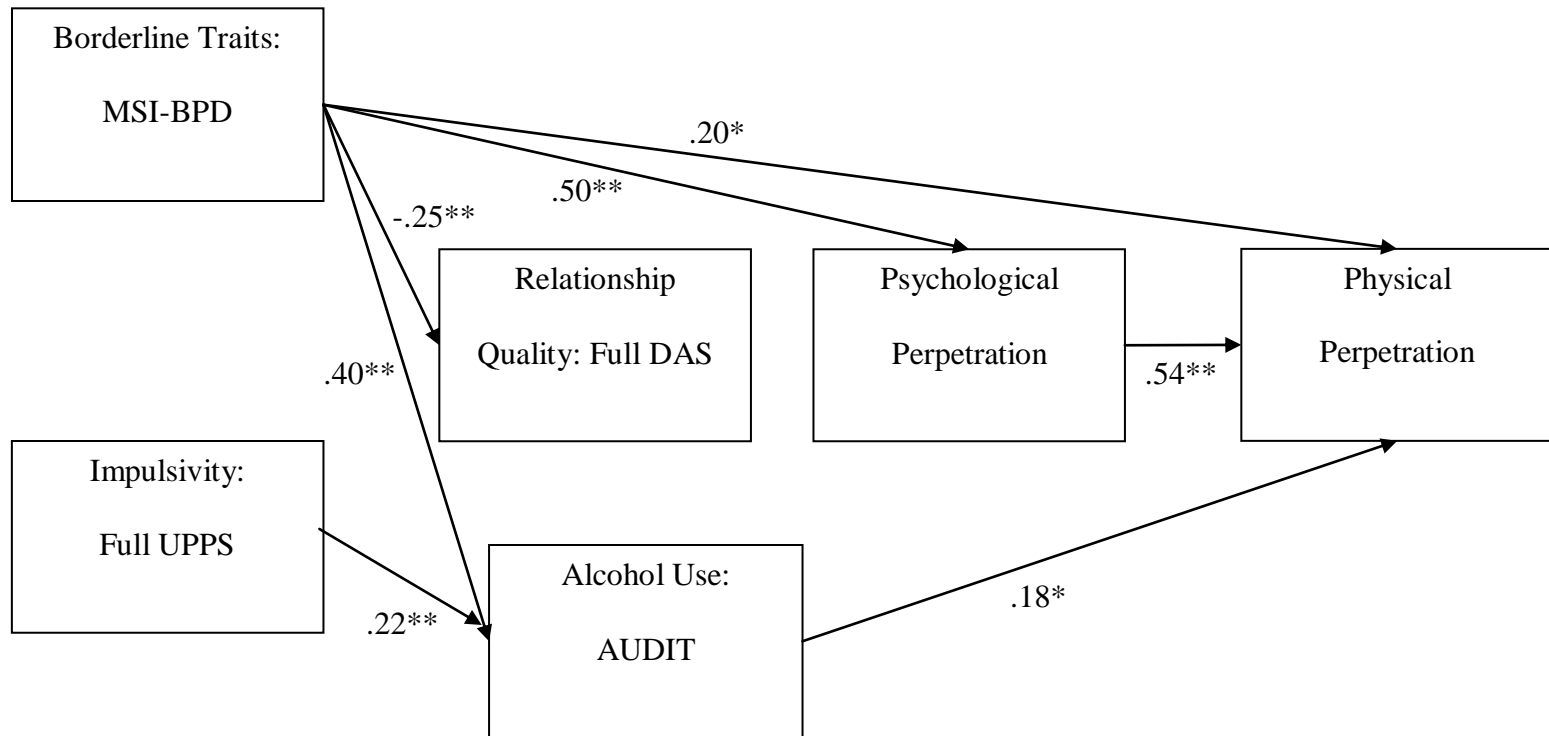 Borderline Traits:
MSI-BPD
.20*
.50**
-.25**
Relationship
Quality: Full DAS
Psychological
Perpetration
Physical
Perpetration
.54**
.40**
Impulsivity:
Full UPPS
.22**
Alcohol Use:
AUDIT
.18*